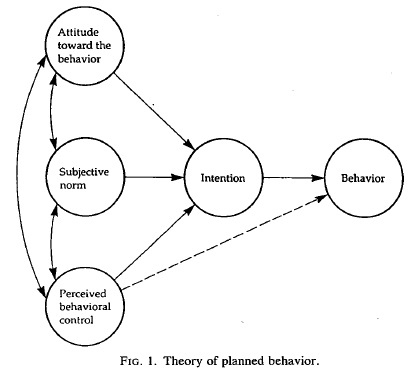 Attitude
toward the
behavior
Subjective
norm
Intention
Behavior
Perceived
behavioral
control
FIG. 1. Theory of planned behavior.